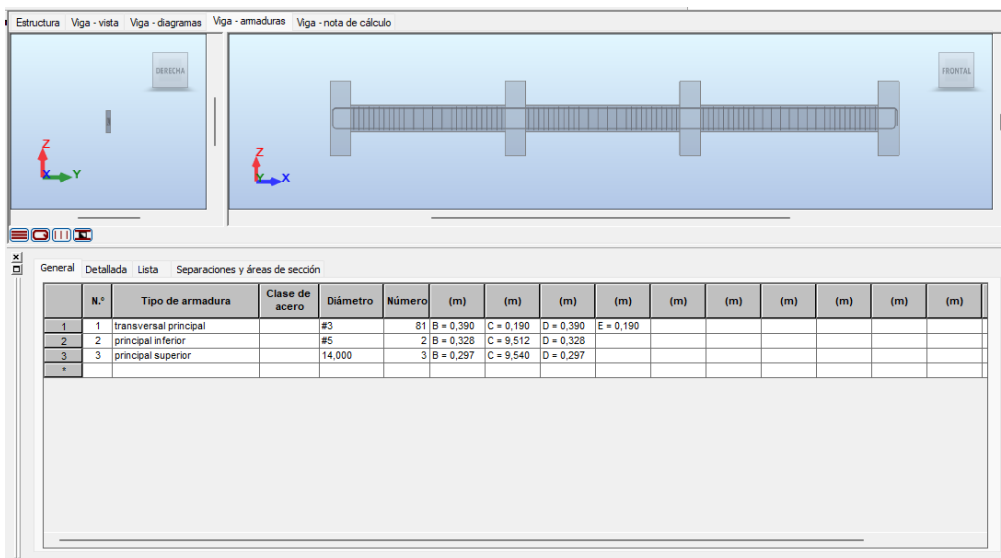 Estructura Viga - vista Viga - diagramas Viga - armaduras Viga - nota de cálculo
DERECHA
FRONTAL
Z
X Y
Z
Y X
General Detallada Lista Separaciones y áreas de sección
N.º Tipo de armadura Clase de acero Diámetro Número (m) (m) (m) (m) (m) (m) (m) (m) (m)
1 1 transversal principal #3 81 B = 0,390 C = 0,190 D = 0,390 E = 0,190
2 2 principal inferior #5 2 B = 0,328 C = 9,512 D = 0,328
3 3 principal superior 14,000 3 B = 0,297 C = 9,540 D = 0,297
*